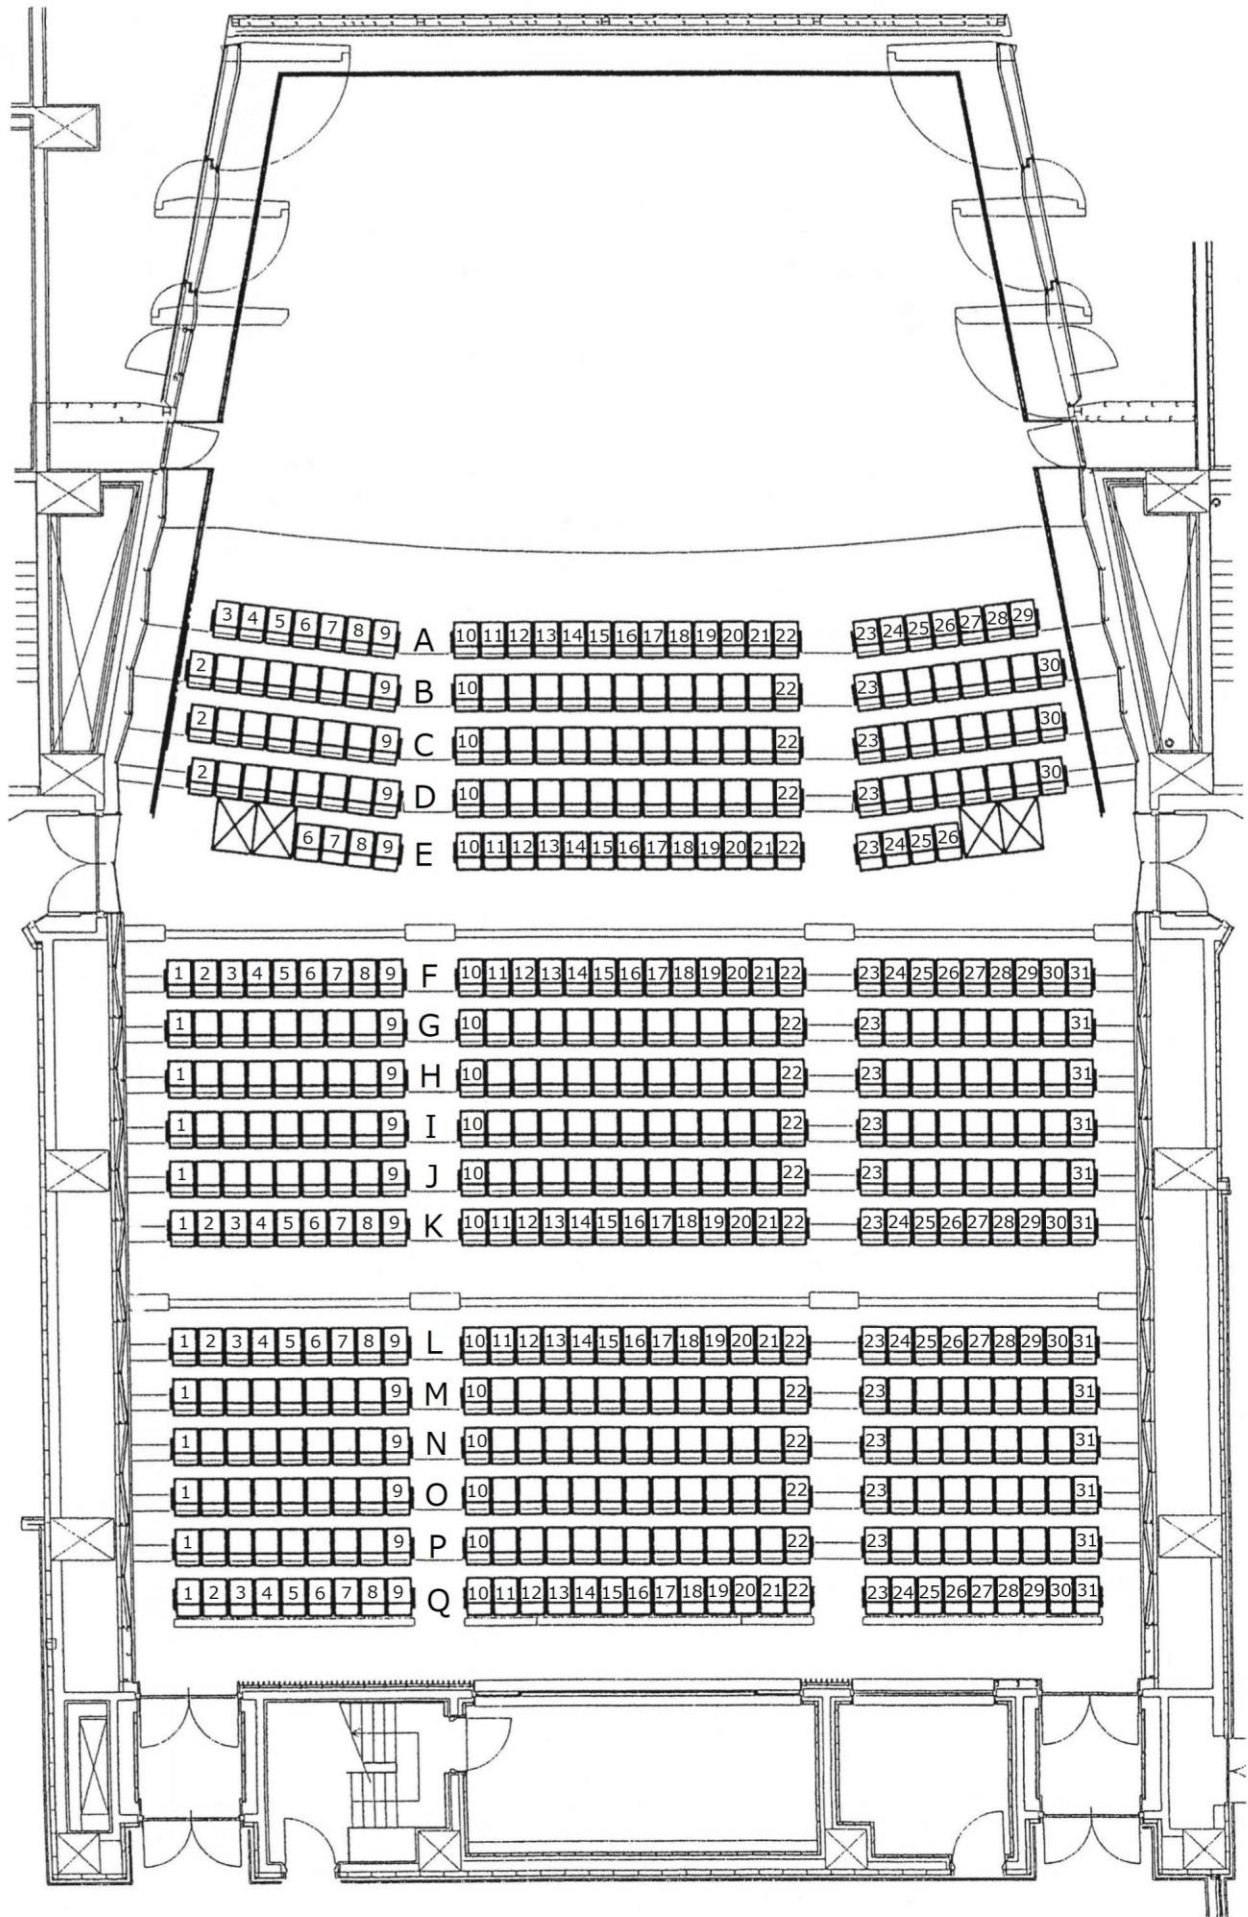 3 4 5 6 7 8 9 A 10 11 12 13 14 15 16 17 18 19 20 21 22 23 24 25 26 27 28 29
2 9 B 10 22 23 30
2 9 C 10 22 23 30
2 9 D 10 22 23 30
6 7 8 9 E 10 11 12 13 14 15 16 17 18 19 20 21 22 23 24 25 26
1 2 3 4 5 6 7 8 9 F 10 11 12 13 14 15 16 17 18 19 20 21 22 23 24 25 26 27 28 29 30 31
1 9 G 10 22 23 31
1 9 H 10 22 23 31
1 9 I 10 22 23 31
1 9 J 10 22 23 31
1 2 3 4 5 6 7 8 9 K 10 11 12 13 14 15 16 17 18 19 20 21 22 23 24 25 26 27 28 29 30 31
1 2 3 4 5 6 7 8 9 L 10 11 12 13 14 15 16 17 18 19 20 21 22 23 24 25 26 27 28 29 30 31
1 9 M 10 22 23 31
1 9 N 10 22 23 31
1 9 O 10 22 23 31
1 9 P 10 22 23 31
1 2 3 4 5 6 7 8 9 Q 10 11 12 13 14 15 16 17 18 19 20 21 22 23 24 25 26 27 28 29 30 31